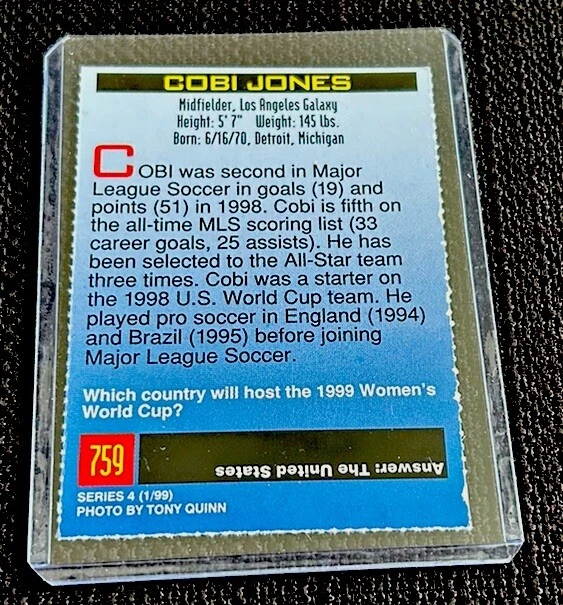 COBI JONES
Midfielder, Los Angeles Galaxy
Height: 5' 7" Weight: 145 lbs.
Born: 6/16/70, Detroit, Michigan
COBI was second in Major
League Soccer in goals (19) and
points (51) in 1998. Cobi is fifth on
the all-time MLS scoring list (33
career goals, 25 assists). He has
been selected to the All-Star team
three times. Cobi was a starter on
the 1998 U.S. World Cup team. He
played pro soccer in England (1994)
and Brazil (1995) before joining
Major League Soccer.
Which country will host the 1999 Women's
World Cup?
759
Answer: The United States
SERIES 4 (1/99)
PHOTO BY TONY QUINN